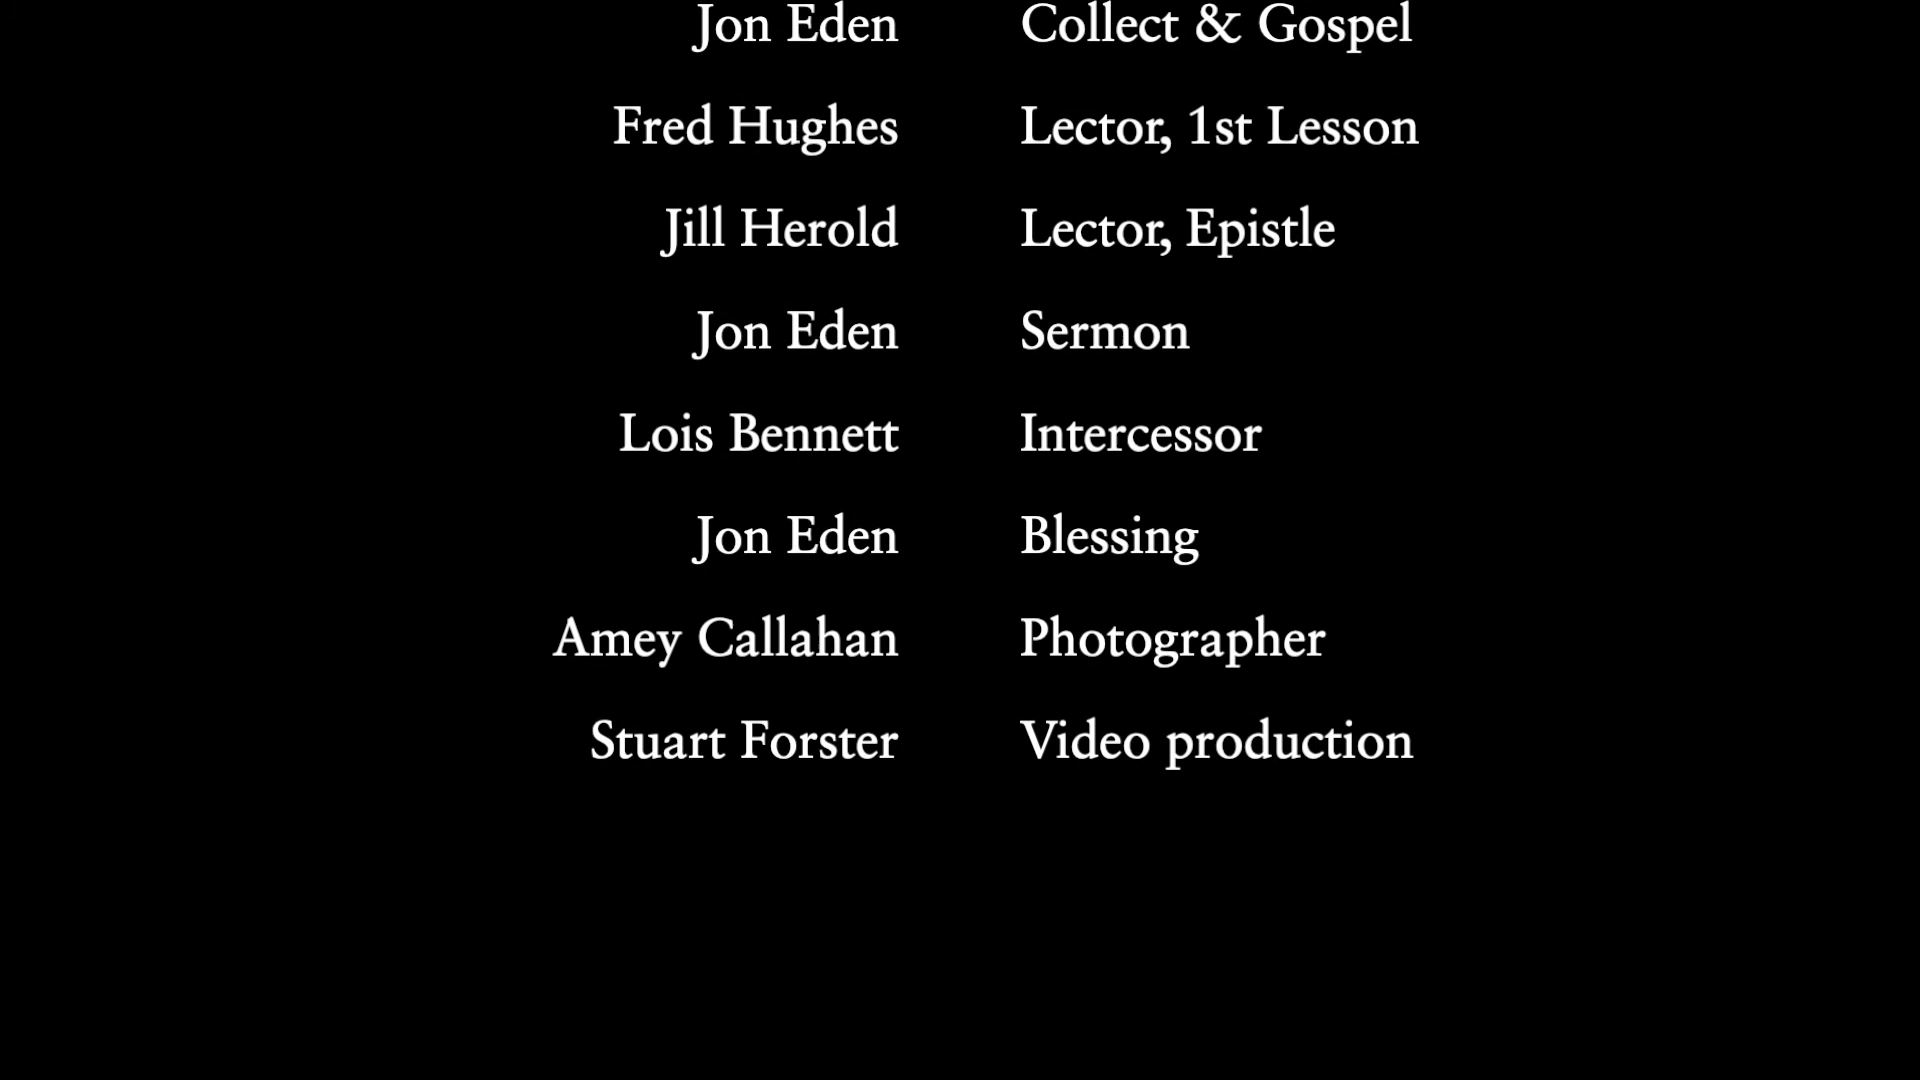 Jon Eden Collect & Gospel
Fred Hughes Lector, 1st Lesson
Jill Herold Lector, Epistle
Jon Eden Sermon
Lois Bennett Intercessor
Jon Eden Blessing
Amey Callahan Photographer
Stuart Forster Video production